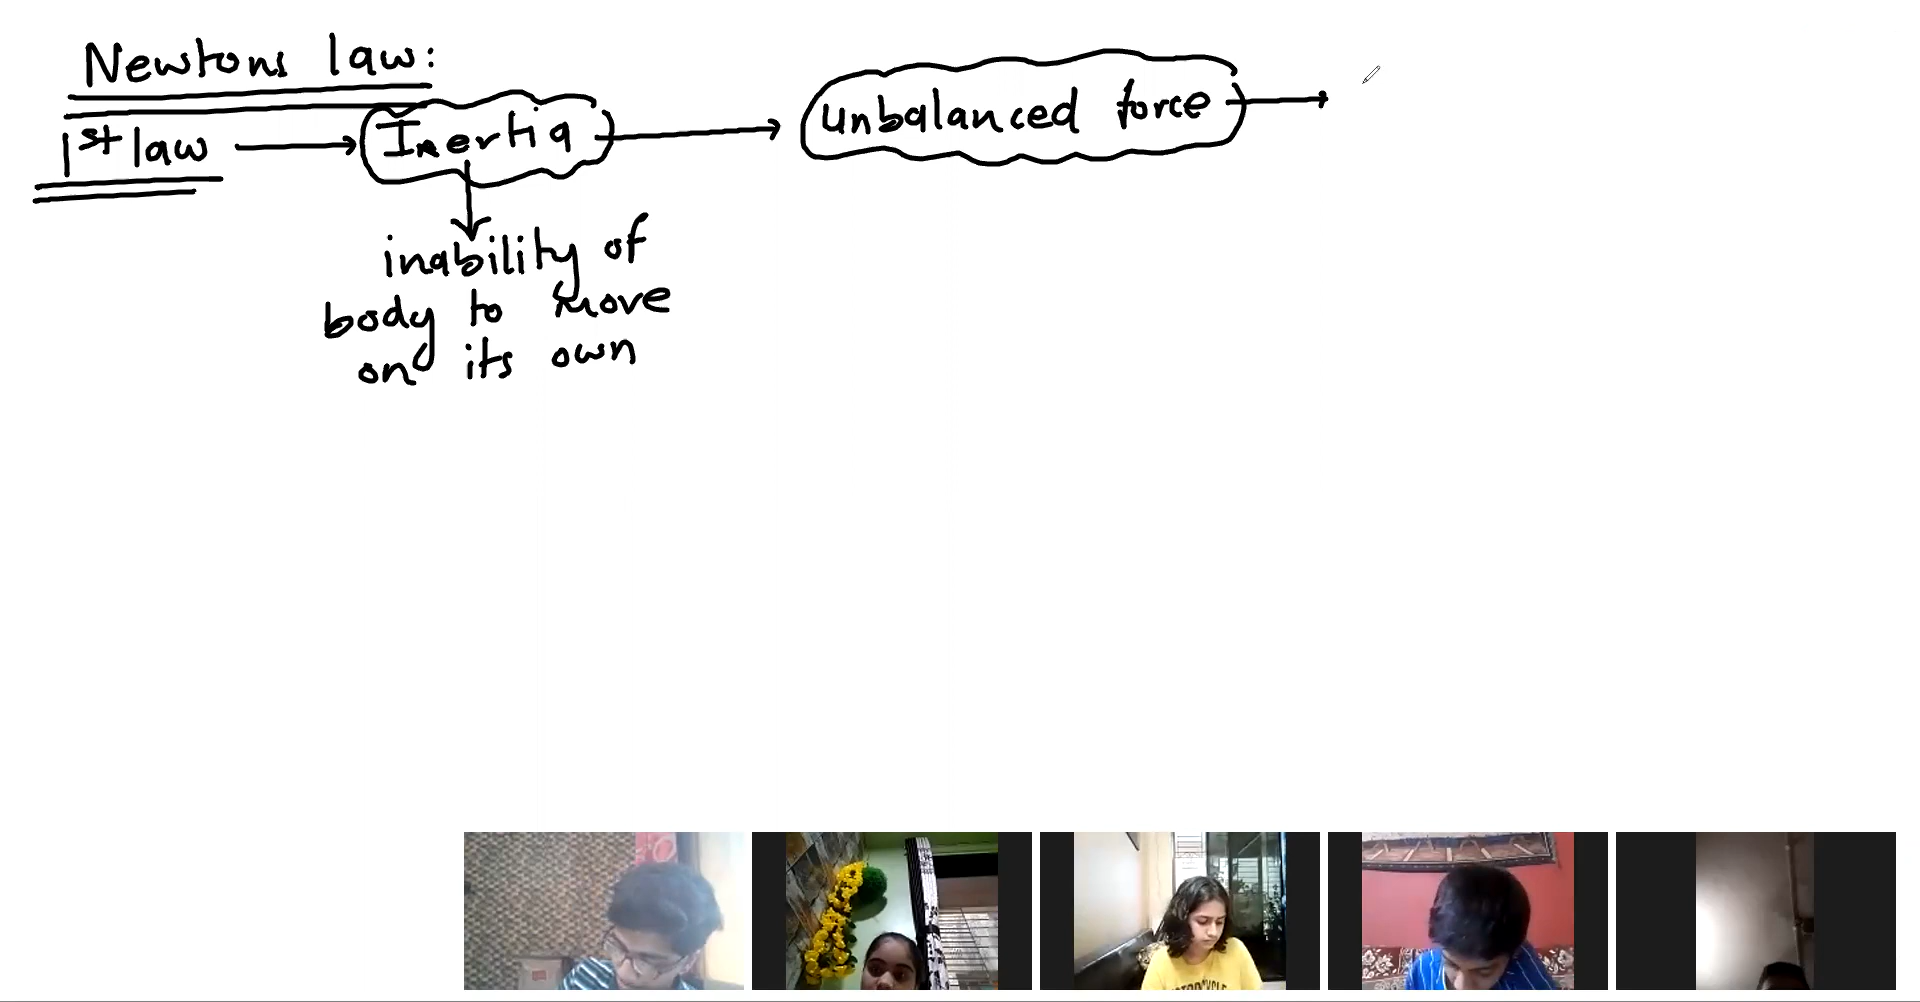 Newtons law:
1st law → Inertia → unbalanced force →
inability of
body to move
on its own